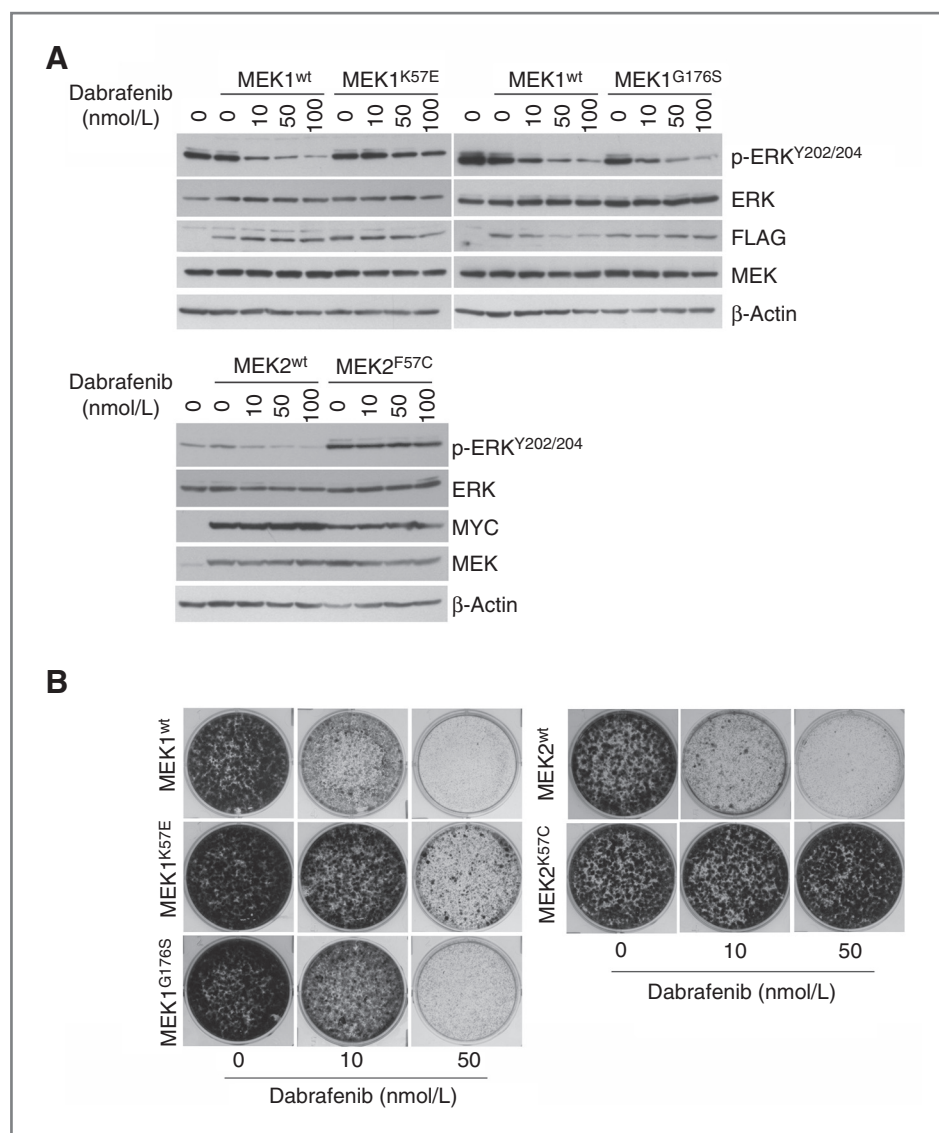 A
MEK1wt MEK1K57E MEK1wt MEK1G176S
Dabrafenib
(nmol/L)
0 0 10 50 100 0 10 50 100 0 0 10 50 100 0 10 50 100
p-ERKY202/204
ERK
FLAG
MEK
β-Actin
MEK2wt MEK2F57C
Dabrafenib
(nmol/L)
0 0 10 50 100 0 10 50 100
p-ERKY202/204
ERK
MYC
MEK
β-Actin
B
MEK1wt
MEK1K57E
MEK1G176S
0 10 50
Dabrafenib (nmol/L)
MEK2wt
MEK2K57C
0 10 50
Dabrafenib (nmol/L)